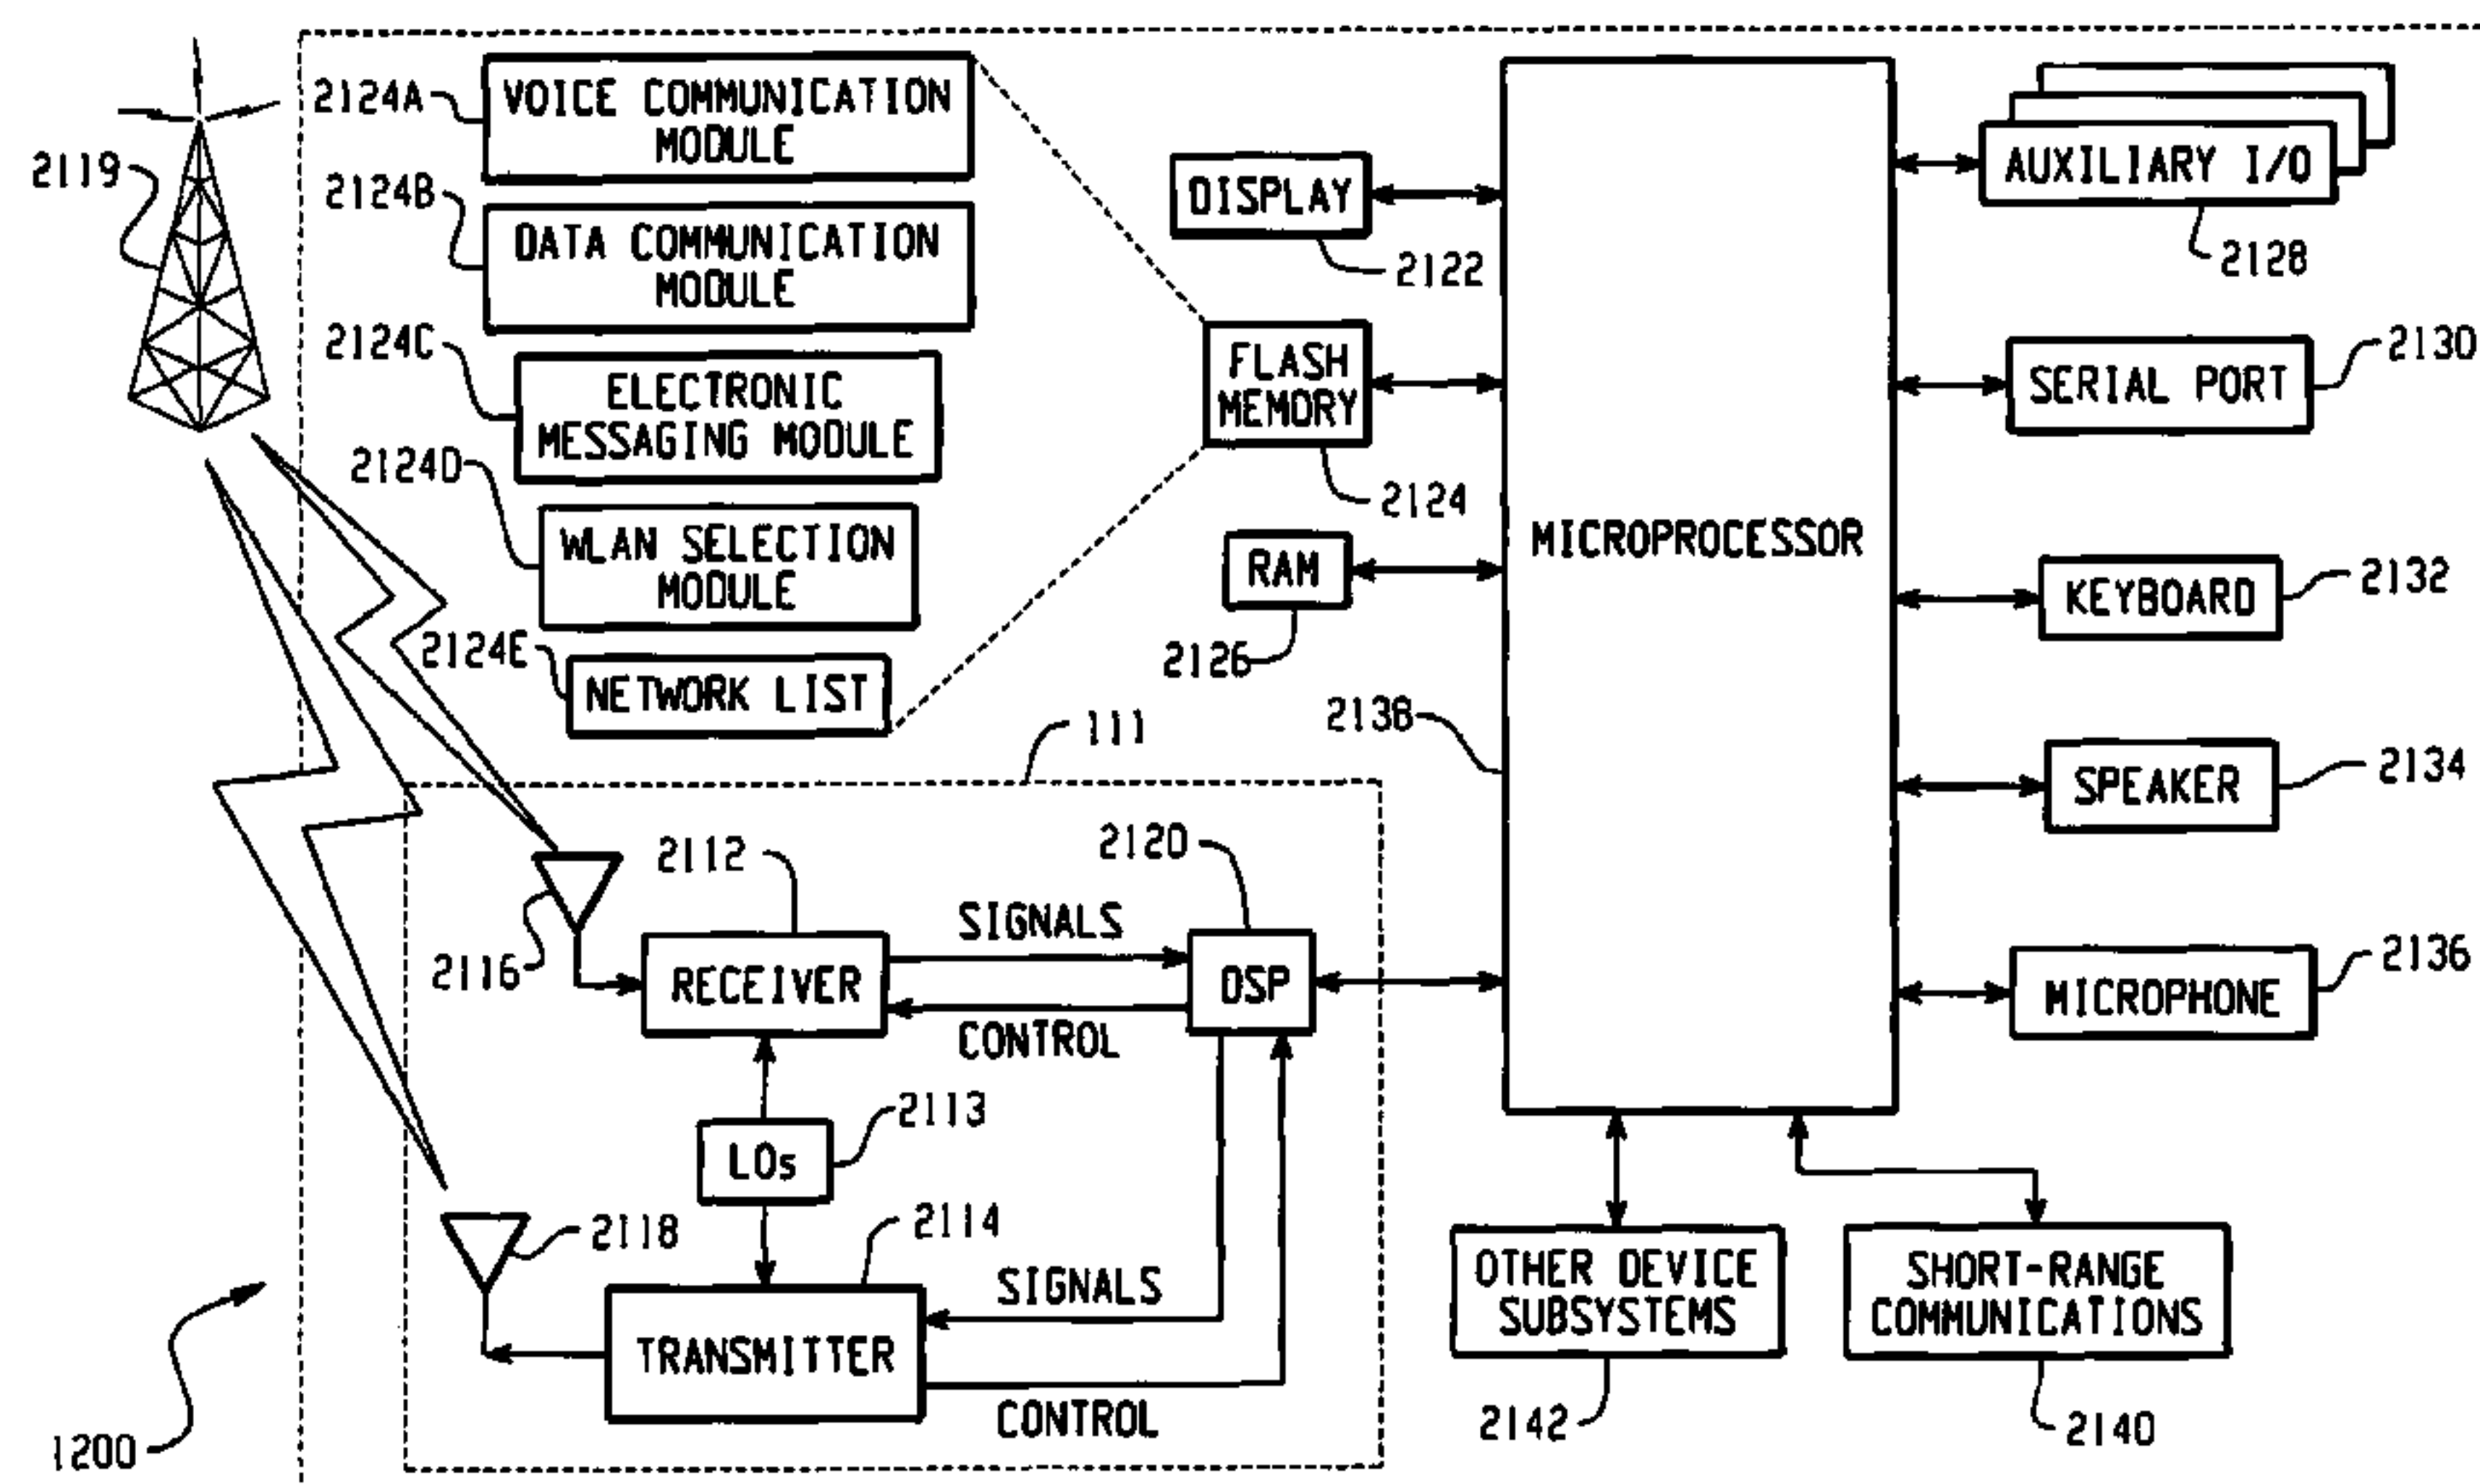 2124A
VOICE COMMUNICATION
MODULE
2119
2124B
DATA COMMUNICATION
MODULE
2124C
ELECTRONIC
MESSAGING MODULE
2124D
WLAN SELECTION
MODULE
2124E
NETWORK LIST
DISPLAY
2122
FLASH
MEMORY
2124
RAM
2126
2138
MICROPROCESSOR
AUXILIARY I/O
2128
SERIAL PORT
2130
KEYBOARD
2132
SPEAKER
2134
MICROPHONE
2136
111
2112
2120
2116
RECEIVER
SIGNALS
DSP
CONTROL
LOs
2113
2118
2114
SIGNALS
TRANSMITTER
CONTROL
OTHER DEVICE
SUBSYSTEMS
2142
SHORT-RANGE
COMMUNICATIONS
2140
1200